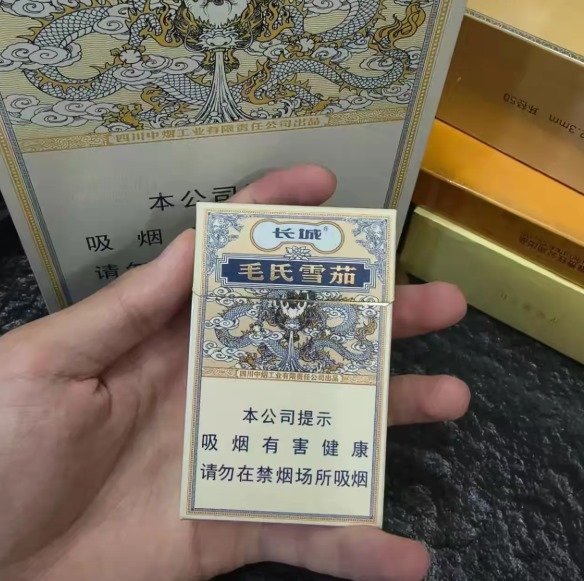 四川中烟工业有限责任公司出品
本公司
吸烟
请勿
长城®
毛氏雪茄
四川中烟工业有限责任公司出品
本公司提示
吸烟有害健康
请勿在禁烟场所吸烟